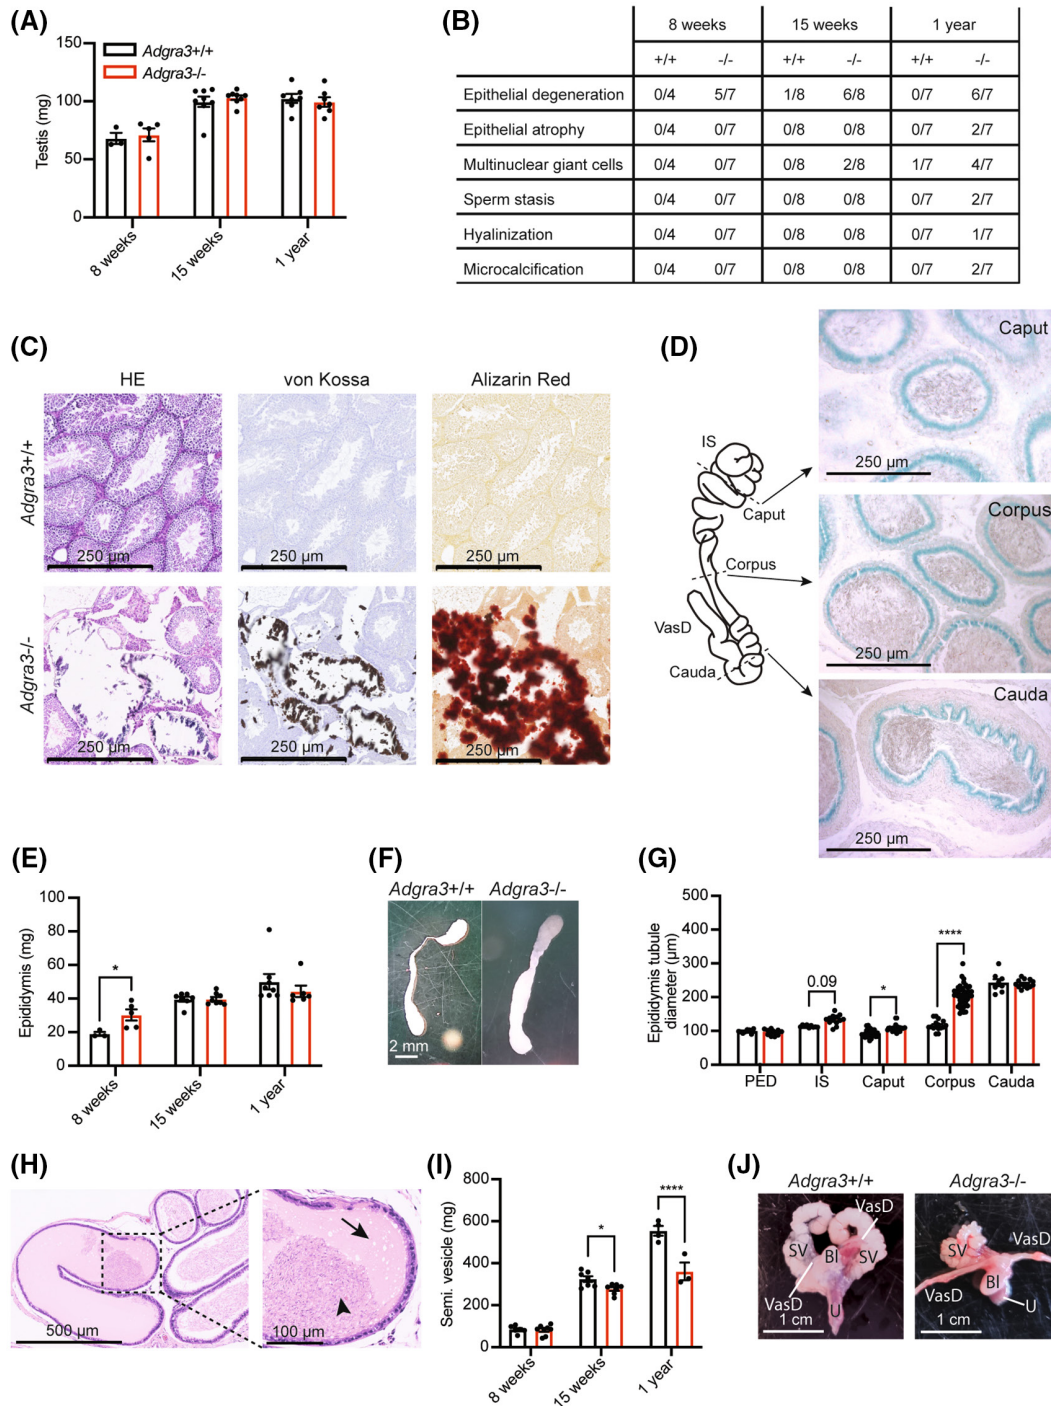 (A)
150
100
50
0
Testis (mg)
Adgra3+/+
Adgra3-/-
8 weeks
15 weeks
1 year
(B)
8 weeks 15 weeks 1 year
+/+ -/- +/+ -/- +/+ -/-
Epithelial degeneration 0/4 5/7 1/8 6/8 0/7 6/7
Epithelial atrophy 0/4 0/7 0/8 0/8 0/7 2/7
Multinuclear giant cells 0/4 0/7 0/8 2/8 1/7 4/7
Sperm stasis 0/4 0/7 0/8 0/8 0/7 2/7
Hyalinization 0/4 0/7 0/8 0/8 0/7 1/7
Microcalcification 0/4 0/7 0/8 0/8 0/7 2/7
(C)
HE von Kossa Alizarin Red
Adgra3+/+
250 µm 250 µm 250 µm
Adgra3-/-
250 µm 250 µm 250 µm
(D)
IS
Caput
Corpus
VasD
Cauda
Caput
250 µm
Corpus
250 µm
Cauda
250 µm
(E)
100
80
60
40
20
0
Epididymis (mg)
*
8 weeks
15 weeks
1 year
(F)
Adgra3+/+ Adgra3-/-
2 mm
(G)
500
400
300
200
100
0
Epididymis tubule
diameter (µm)
0.09
*
****
PED IS Caput Corpus Cauda
(H)
500 µm
100 µm
(I)
800
600
400
200
0
Semi. vesicle (mg)
*
****
8 weeks
15 weeks
1 year
(J)
Adgra3+/+ Adgra3-/-
VasD
SV Bl SV
VasD
U
1 cm
SV
VasD
Bl
VasD
U
1 cm